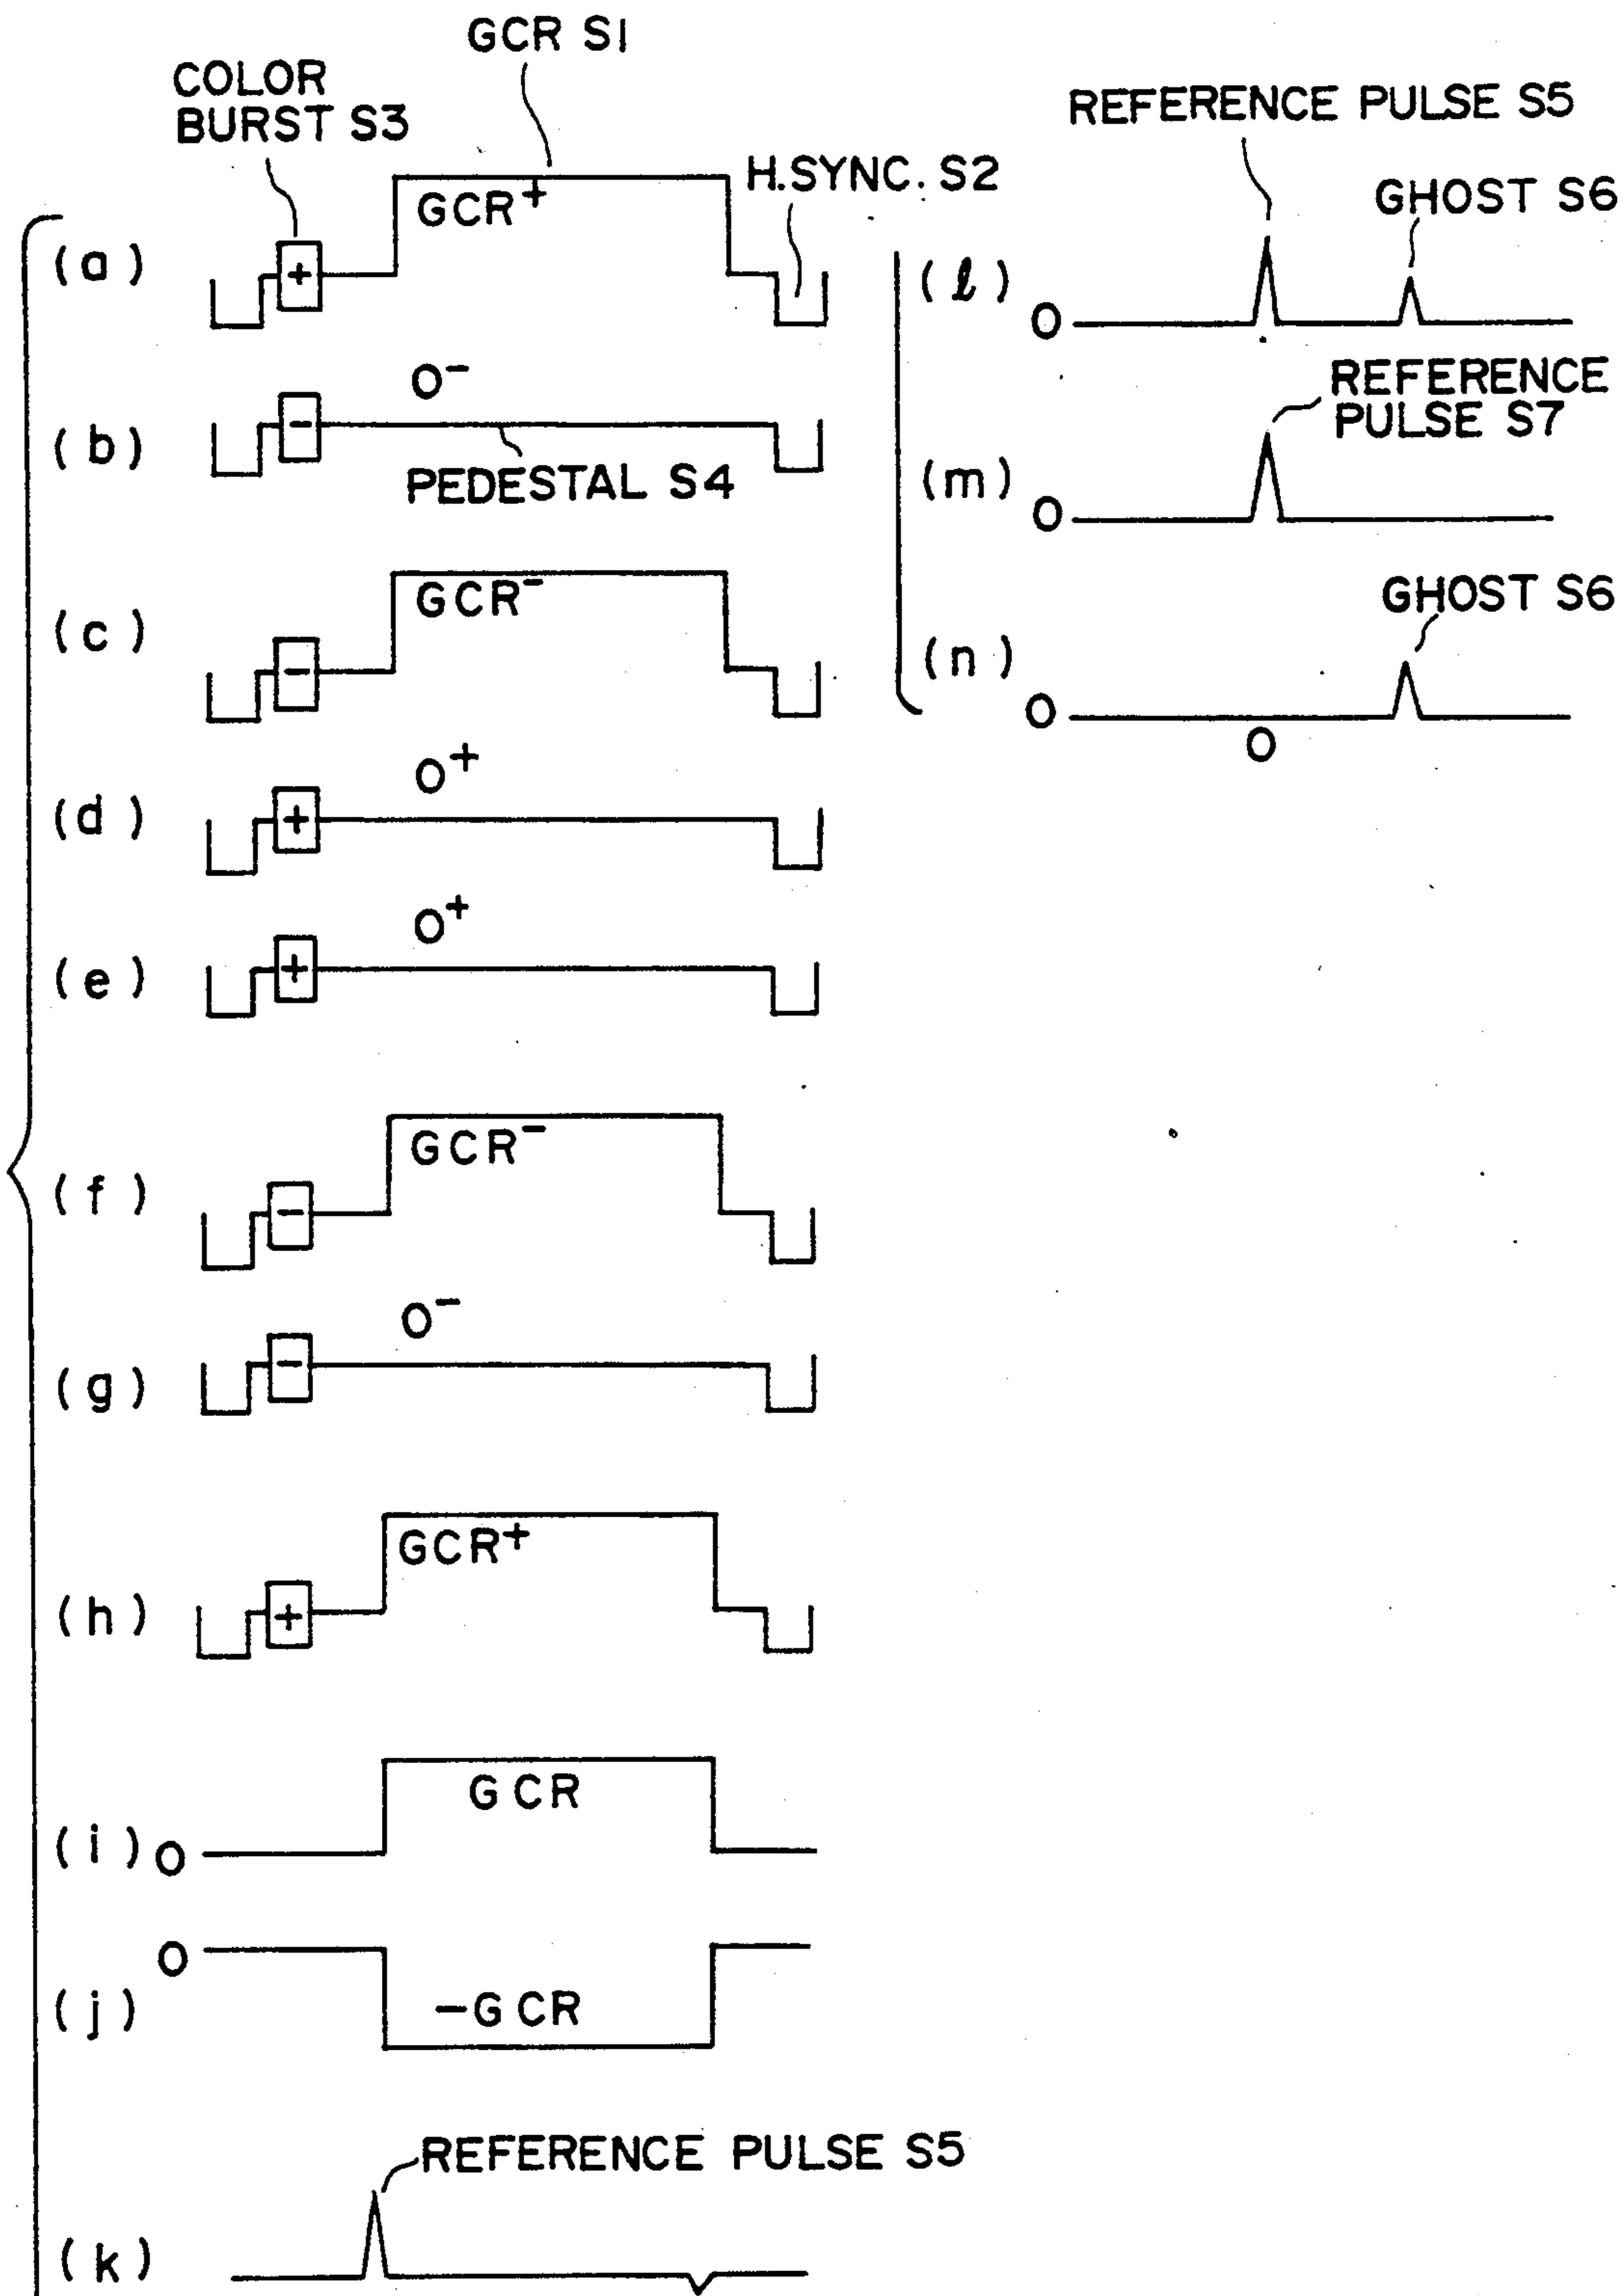 GCR S1
COLOR
BURST S3
H.SYNC. S2
GCR+
(a) +
0-
(b) -
PEDESTAL S4
GCR-
(c) -
0+
(d) +
0+
(e) +
GCR-
(f) -
0-
(g) -
GCR+
(h) +
GCR
(i) 0
0
(j) -GCR
REFERENCE PULSE S5
(k)
REFERENCE PULSE S5
GHOST S6
(l) 0
REFERENCE
PULSE S7
(m) 0
GHOST S6
(n) 0
0